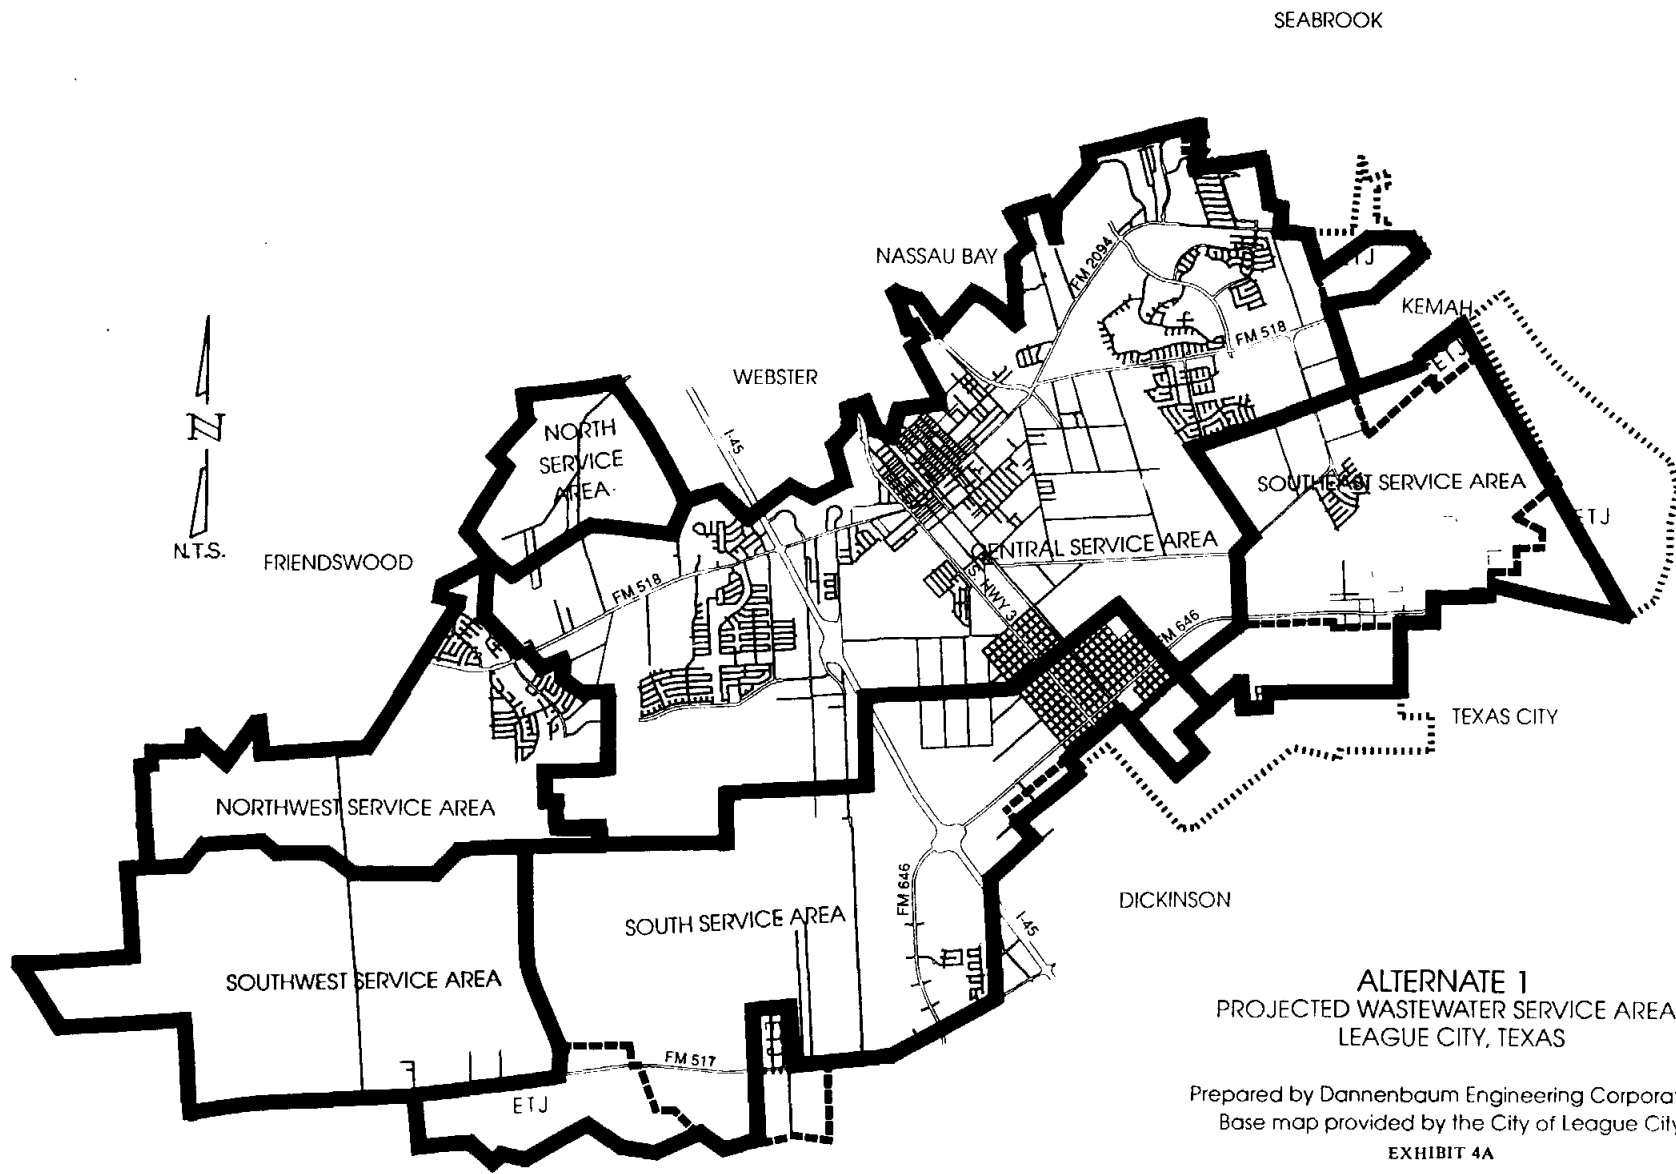 SEABROOK
NASSAU BAY
FM 2094
ETJ
KEMAH
FM 518
ETJ
WEBSTER
I-45
NORTH
SERVICE
AREA
SOUTHEAST SERVICE AREA
ETJ
N
N.T.S.
FRIENDSWOOD
FM 518
CENTRAL SERVICE AREA
S. HWY 3
FM 646
TEXAS CITY
NORTHWEST SERVICE AREA
FM 646
DICKINSON
SOUTH SERVICE AREA
I-45
SOUTHWEST SERVICE AREA
FM 517
ETJ
ALTERNATE 1
PROJECTED WASTEWATER SERVICE AREA
LEAGUE CITY, TEXAS
Prepared by Dannenbaum Engineering Corporat
Base map provided by the City of League City
EXHIBIT 4A